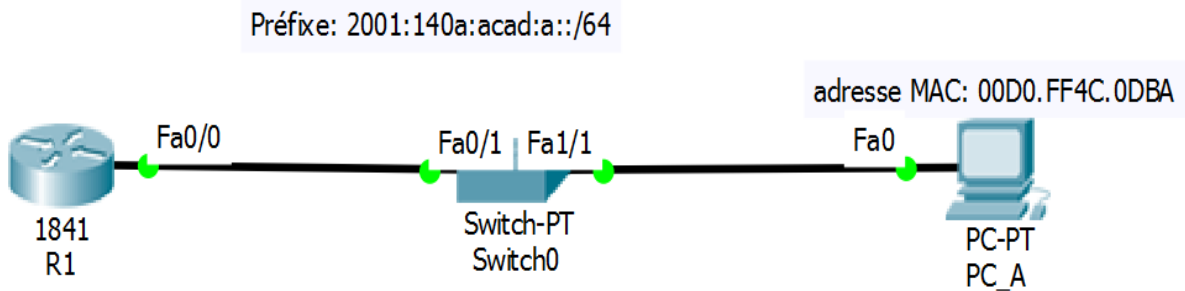 Préfixe: 2001:140a:acad:a::/64
adresse MAC: 00D0.FF4C.0DBA
Fa0/0
Fa0/1
Fa1/1
Fa0
1841
R1
Switch-PT
Switch0
PC-PT
PC_A